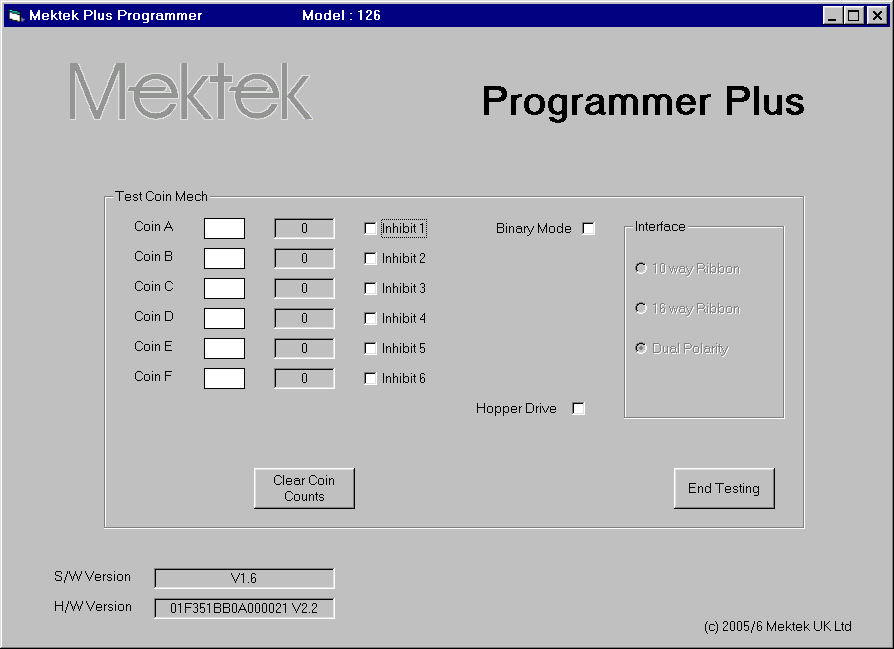 Mektek Plus Programmer Model : 126
Mektek
Programmer Plus
Test Coin Mech
Coin A 0 Inhibit 1
Coin B 0 Inhibit 2
Coin C 0 Inhibit 3
Coin D 0 Inhibit 4
Coin E 0 Inhibit 5
Coin F 0 Inhibit 6
Binary Mode
Hopper Drive
Interface
10 way Ribbon
16 way Ribbon
Dual Polarity
Clear Coin
Counts
End Testing
S/W Version V1.6
H/W Version 01F351BB0A000021 V2.2
(c) 2005/6 Mektek UK Ltd